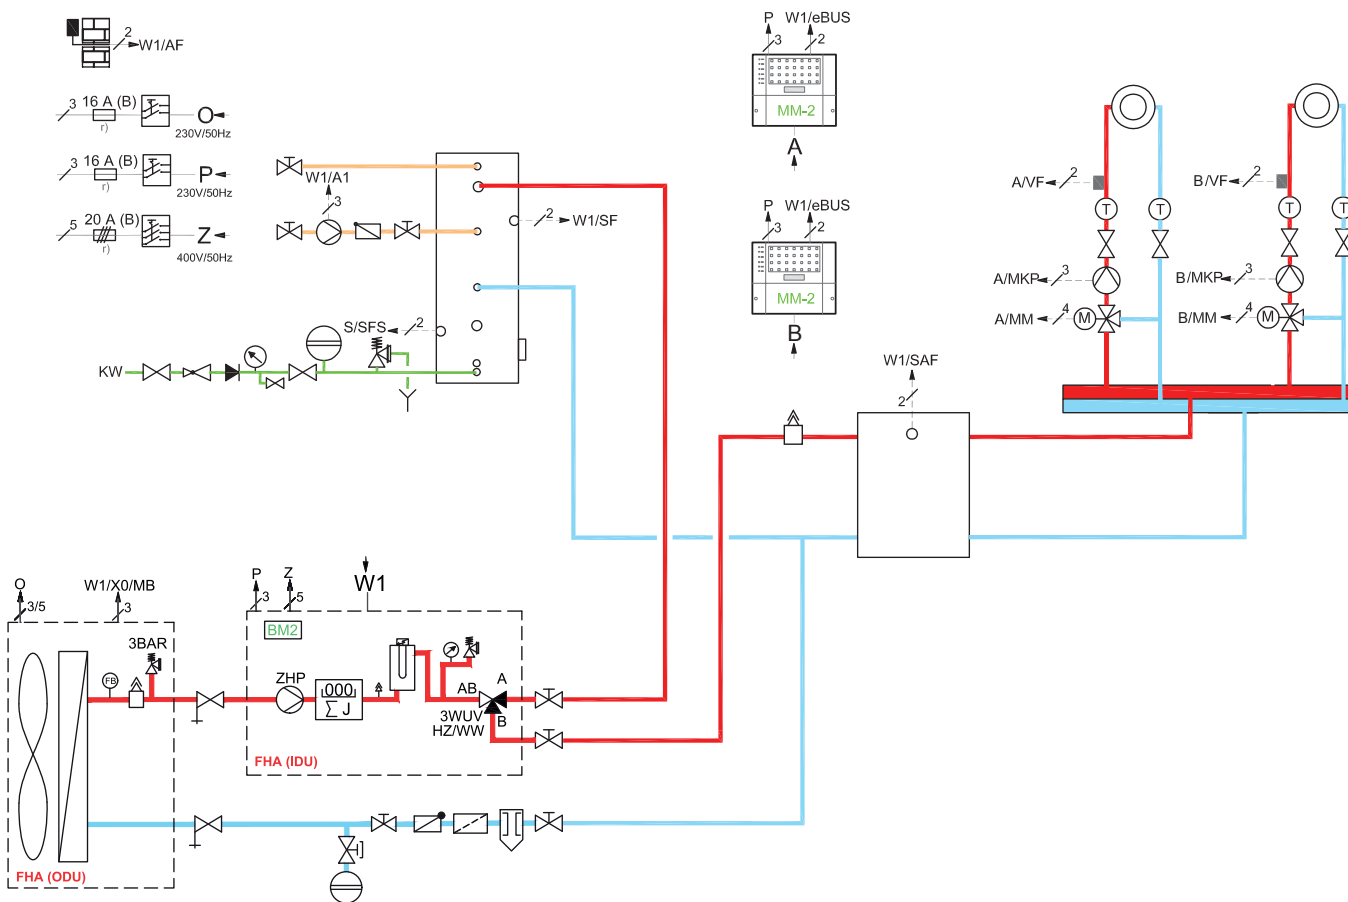 2
W1/AF
3
16 A (B)
r)
O
230V/50Hz
3
16 A (B)
r)
P
230V/50Hz
5
20 A (B)
r)
Z
400V/50Hz
W1/A1
3
2
W1/SF
S/SFS
2
KW
P
W1/eBUS
3
2
MM-2
A
P
W1/eBUS
3
2
MM-2
B
A/VF
2
B/VF
2
T
T
T
T
A/MKP
3
B/MKP
3
A/MM
4
M
B/MM
4
M
W1/SAF
2
O
3/5
W1/X0/MB
3
3BAR
FB
FHA (ODU)
P
3
Z
5
W1
BM2
ZHP
000
Σ J
AB
A
B
3WUV
HZ/WW
FHA (IDU)